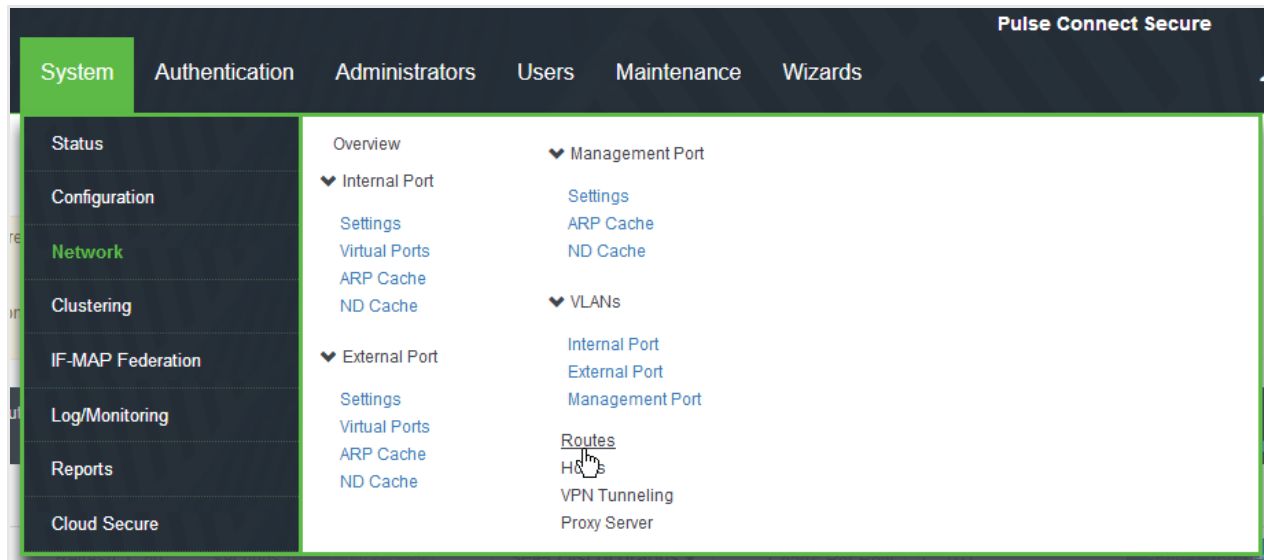 Pulse Connect Secure
System Authentication Administrators Users Maintenance Wizards
Status
Configuration
Network
Clustering
IF-MAP Federation
Log/Monitoring
Reports
Cloud Secure
Overview
Internal Port
Settings
Virtual Ports
ARP Cache
ND Cache
External Port
Settings
Virtual Ports
ARP Cache
ND Cache
Management Port
Settings
ARP Cache
ND Cache
VLANs
Internal Port
External Port
Management Port
Routes
VPN Tunneling
Proxy Server